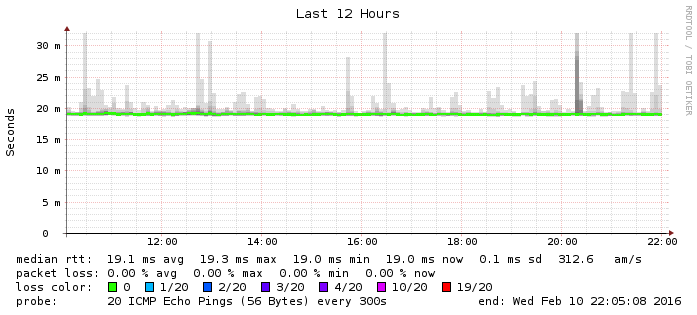 Last 12 Hours
RRDTOOL / TOBI OETIKER
Seconds
30 m
25 m
20 m
15 m
10 m
5 m
0
12:00 14:00 16:00 18:00 20:00 22:00
median rtt: 19.1 ms avg 19.3 ms max 19.0 ms min 19.0 ms now 0.1 ms sd 312.6 am/s
packet loss: 0.00 % avg 0.00 % max 0.00 % min 0.00 % now
loss color: 0 1/20 2/20 3/20 4/20 10/20 19/20
probe: 20 ICMP Echo Pings (56 Bytes) every 300s end: Wed Feb 10 22:05:08 2016